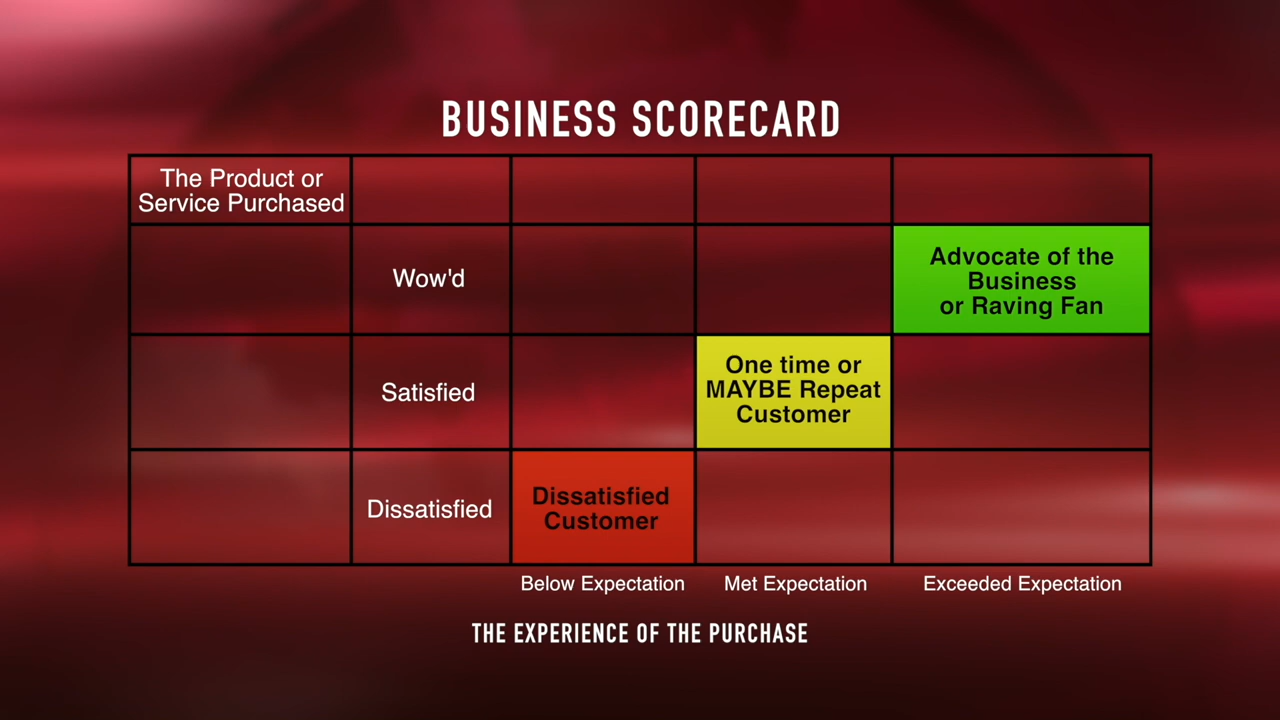 BUSINESS SCORECARD
The Product or
Service Purchased
Wow'd
Advocate of the
Business
or Raving Fan
Satisfied
One time or
MAYBE Repeat
Customer
Dissatisfied
Dissatisfied
Customer
Below Expectation
Met Expectation
Exceeded Expectation
THE EXPERIENCE OF THE PURCHASE